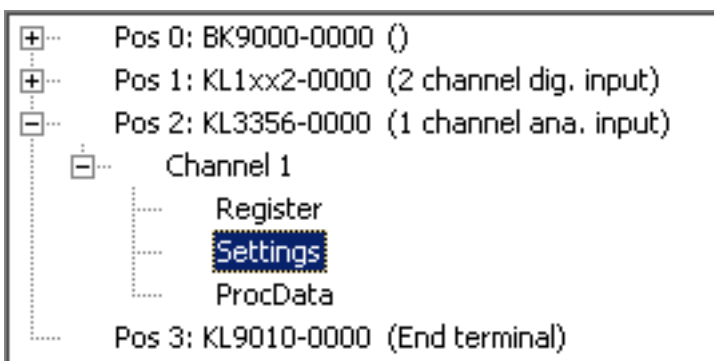 Pos 0: BK9000-0000 ()
Pos 1: KL1xx2-0000 (2 channel dig. input)
Pos 2: KL3356-0000 (1 channel ana. input)
Channel 1
Register
Settings
ProcData
Pos 3: KL9010-0000 (End terminal)